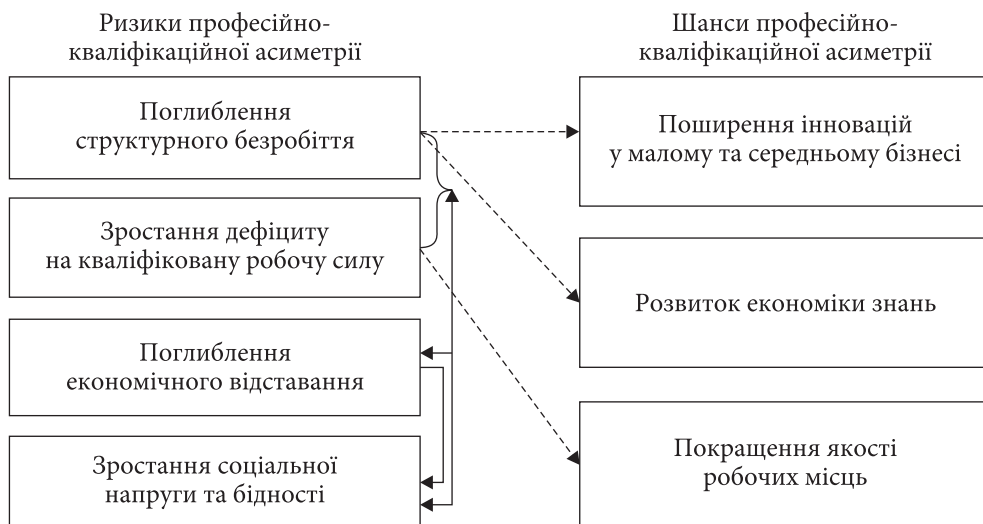 Ризики професійно-
кваліфікаційної асиметрії
Поглиблення
структурного безробіття
Зростання дефіциту
на кваліфіковану робочу силу
Поглиблення
економічного відставання
Зростання соціальної
напруги та бідності
Шанси професійно-
кваліфікаційної асиметрії
Поширення інновацій
у малому та середньому бізнесі
Розвиток економіки знань
Покращення якості
робочих місць